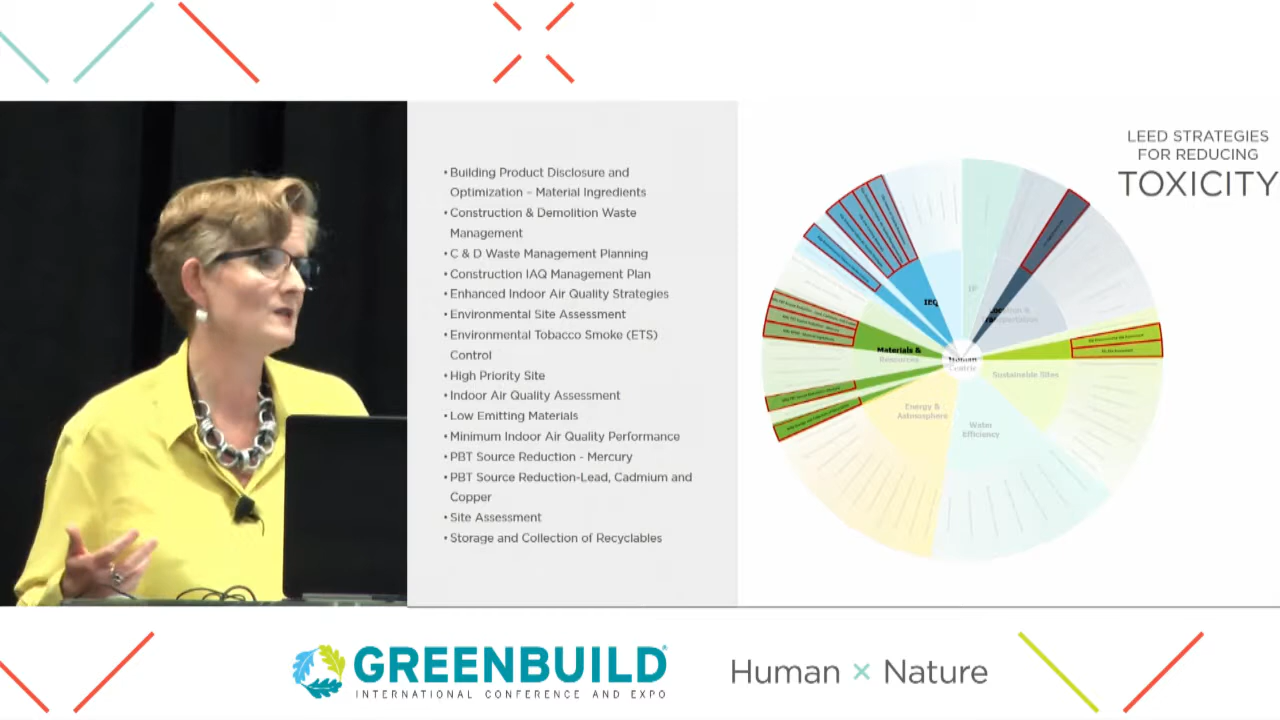 • Building Product Disclosure and
Optimization – Material Ingredients
• Construction & Demolition Waste
Management
• C & D Waste Management Planning
• Construction IAQ Management Plan
• Enhanced Indoor Air Quality Strategies
• Environmental Site Assessment
• Environmental Tobacco Smoke (ETS)
Control
• High Priority Site
• Indoor Air Quality Assessment
• Low Emitting Materials
• Minimum Indoor Air Quality Performance
• PBT Source Reduction - Mercury
• PBT Source Reduction-Lead, Cadmium and
Copper
• Site Assessment
• Storage and Collection of Recyclables
LEED STRATEGIES
FOR REDUCING
TOXICITY
IP
IEQ
Materials &
Resources
Sustainable Sites
Energy &
Atmosphere
Water
Efficiency
GREENBUILD®
INTERNATIONAL CONFERENCE AND EXPO
Human × Nature